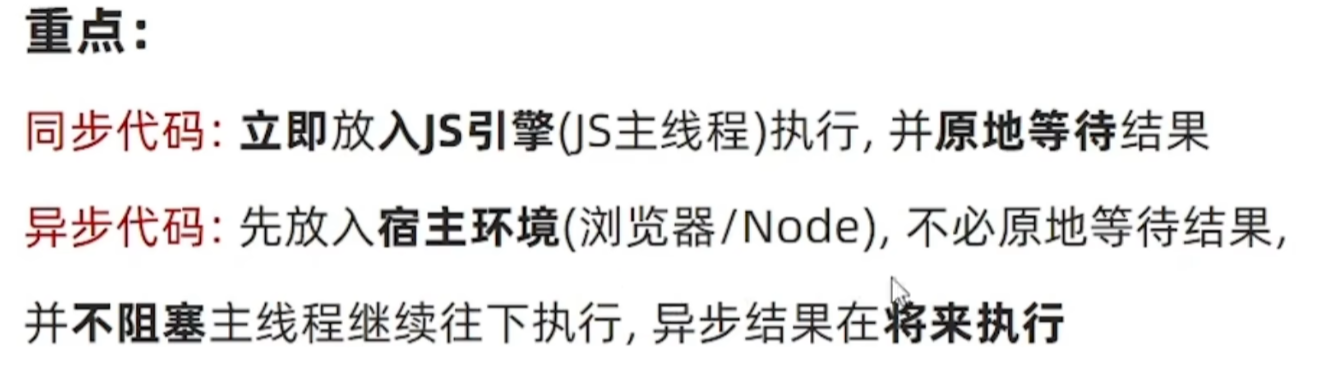 重点:
同步代码: 立即放入JS引擎(JS主线程)执行, 并原地等待结果
异步代码: 先放入宿主环境(浏览器/Node), 不必原地等待结果,
并不阻塞主线程继续往下执行, 异步结果在将来执行